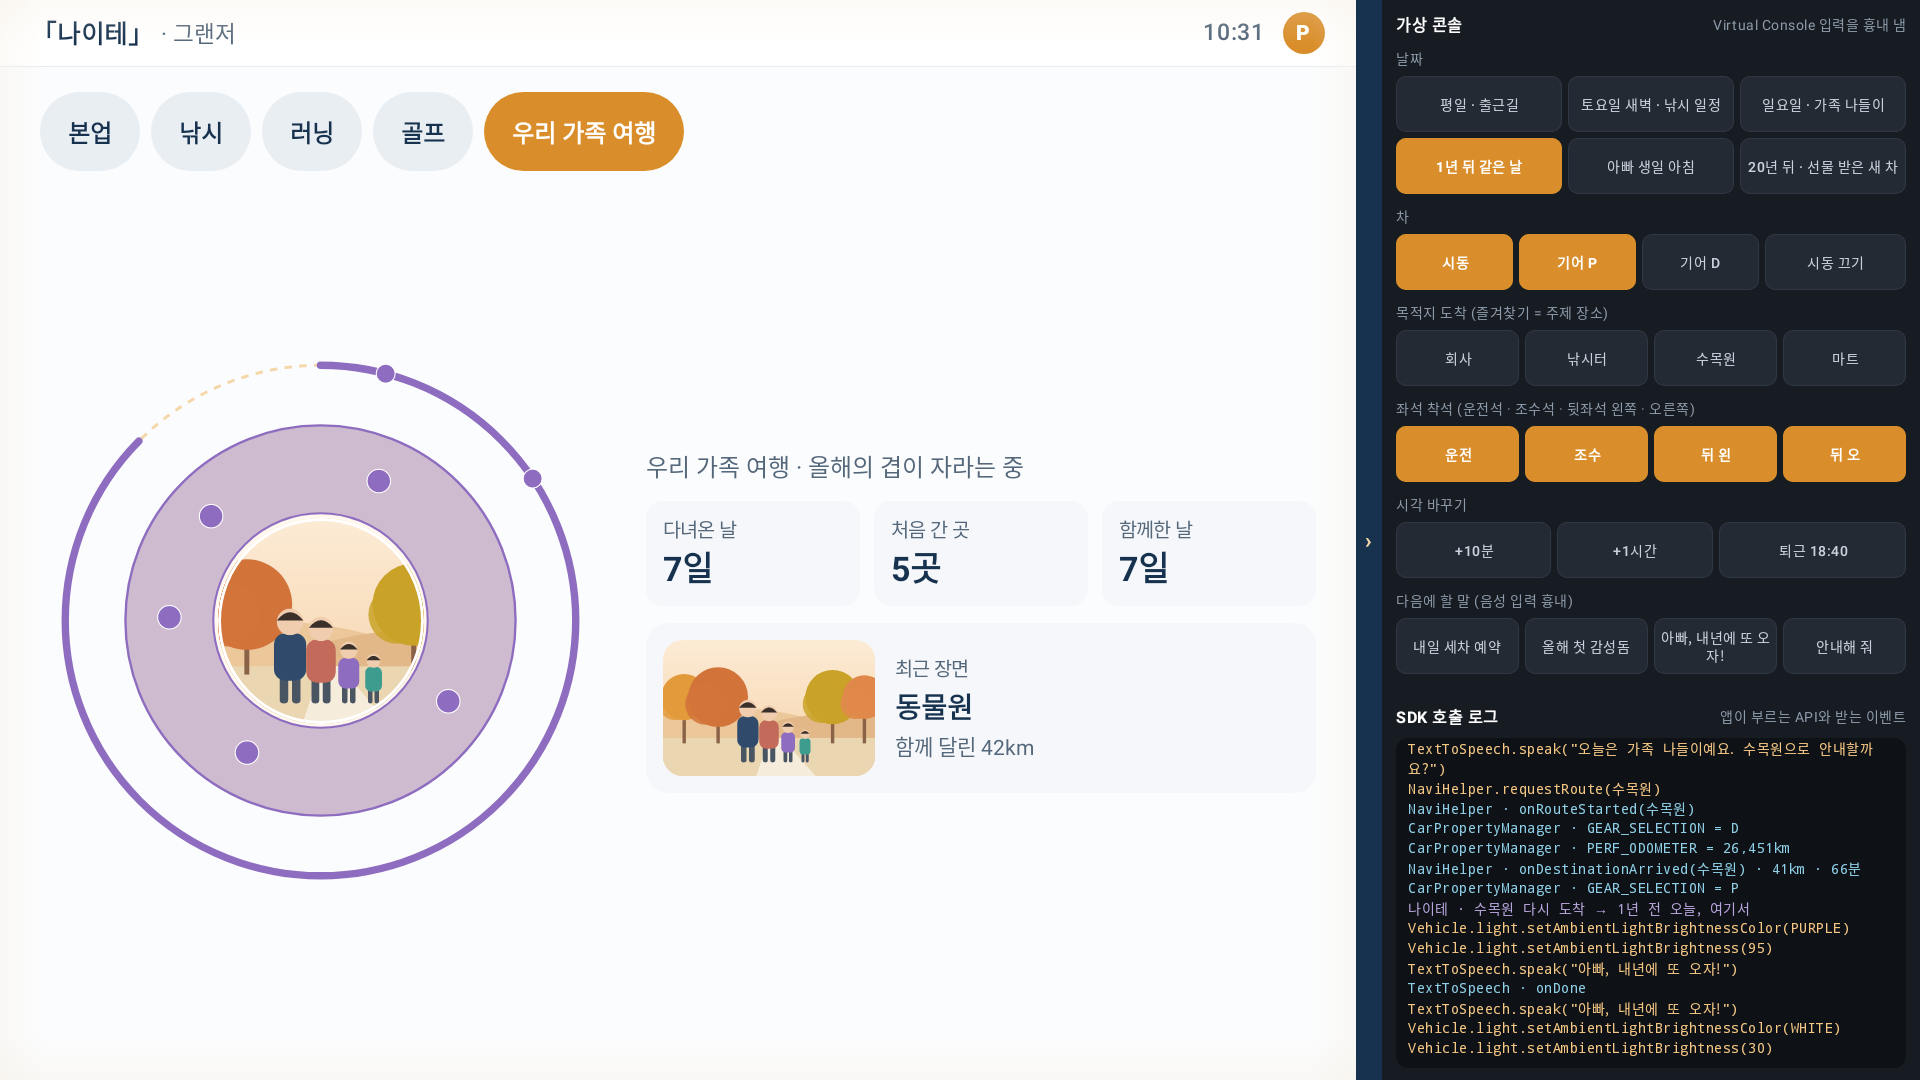 「나이테」 · 그랜저
10:31
P
본업
낚시
러닝
골프
우리 가족 여행
우리 가족 여행 · 올해의 겹이 자라는 중
다녀온 날
7일
처음 간 곳
5곳
함께한 날
7일
최근 장면
동물원
함께 달린 42km
›
가상 콘솔
Virtual Console 입력을 흉내 냄
날짜
평일 · 출근길
토요일 새벽 · 낚시 일정
일요일 · 가족 나들이
1년 뒤 같은 날
아빠 생일 아침
20년 뒤 · 선물 받은 새 차
차
시동
기어 P
기어 D
시동 끄기
목적지 도착 (즐겨찾기 = 주제 장소)
회사
낚시터
수목원
마트
좌석 착석 (운전석 · 조수석 · 뒷좌석 왼쪽 · 오른쪽)
운전
조수
뒤 왼
뒤 오
시각 바꾸기
+10분
+1시간
퇴근 18:40
다음에 할 말 (음성 입력 흉내)
내일 세차 예약
올해 첫 감성돔
아빠, 내년에 또 오
자!
안내해 줘
SDK 호출 로그
앱이 부르는 API와 받는 이벤트
TextToSpeech.speak("오늘은 가족 나들이예요. 수목원으로 안내할까
요?")
NaviHelper.requestRoute(수목원)
NaviHelper · onRouteStarted(수목원)
CarPropertyManager · GEAR_SELECTION = D
CarPropertyManager · PERF_ODOMETER = 26,451km
NaviHelper · onDestinationArrived(수목원) · 41km · 66분
CarPropertyManager · GEAR_SELECTION = P
나이테 · 수목원 다시 도착 → 1년 전 오늘, 여기서
Vehicle.light.setAmbientLightBrightnessColor(PURPLE)
Vehicle.light.setAmbientLightBrightness(95)
TextToSpeech.speak("아빠, 내년에 또 오자!")
TextToSpeech · onDone
TextToSpeech.speak("아빠, 내년에 또 오자!")
Vehicle.light.setAmbientLightBrightnessColor(WHITE)
Vehicle.light.setAmbientLightBrightness(30)